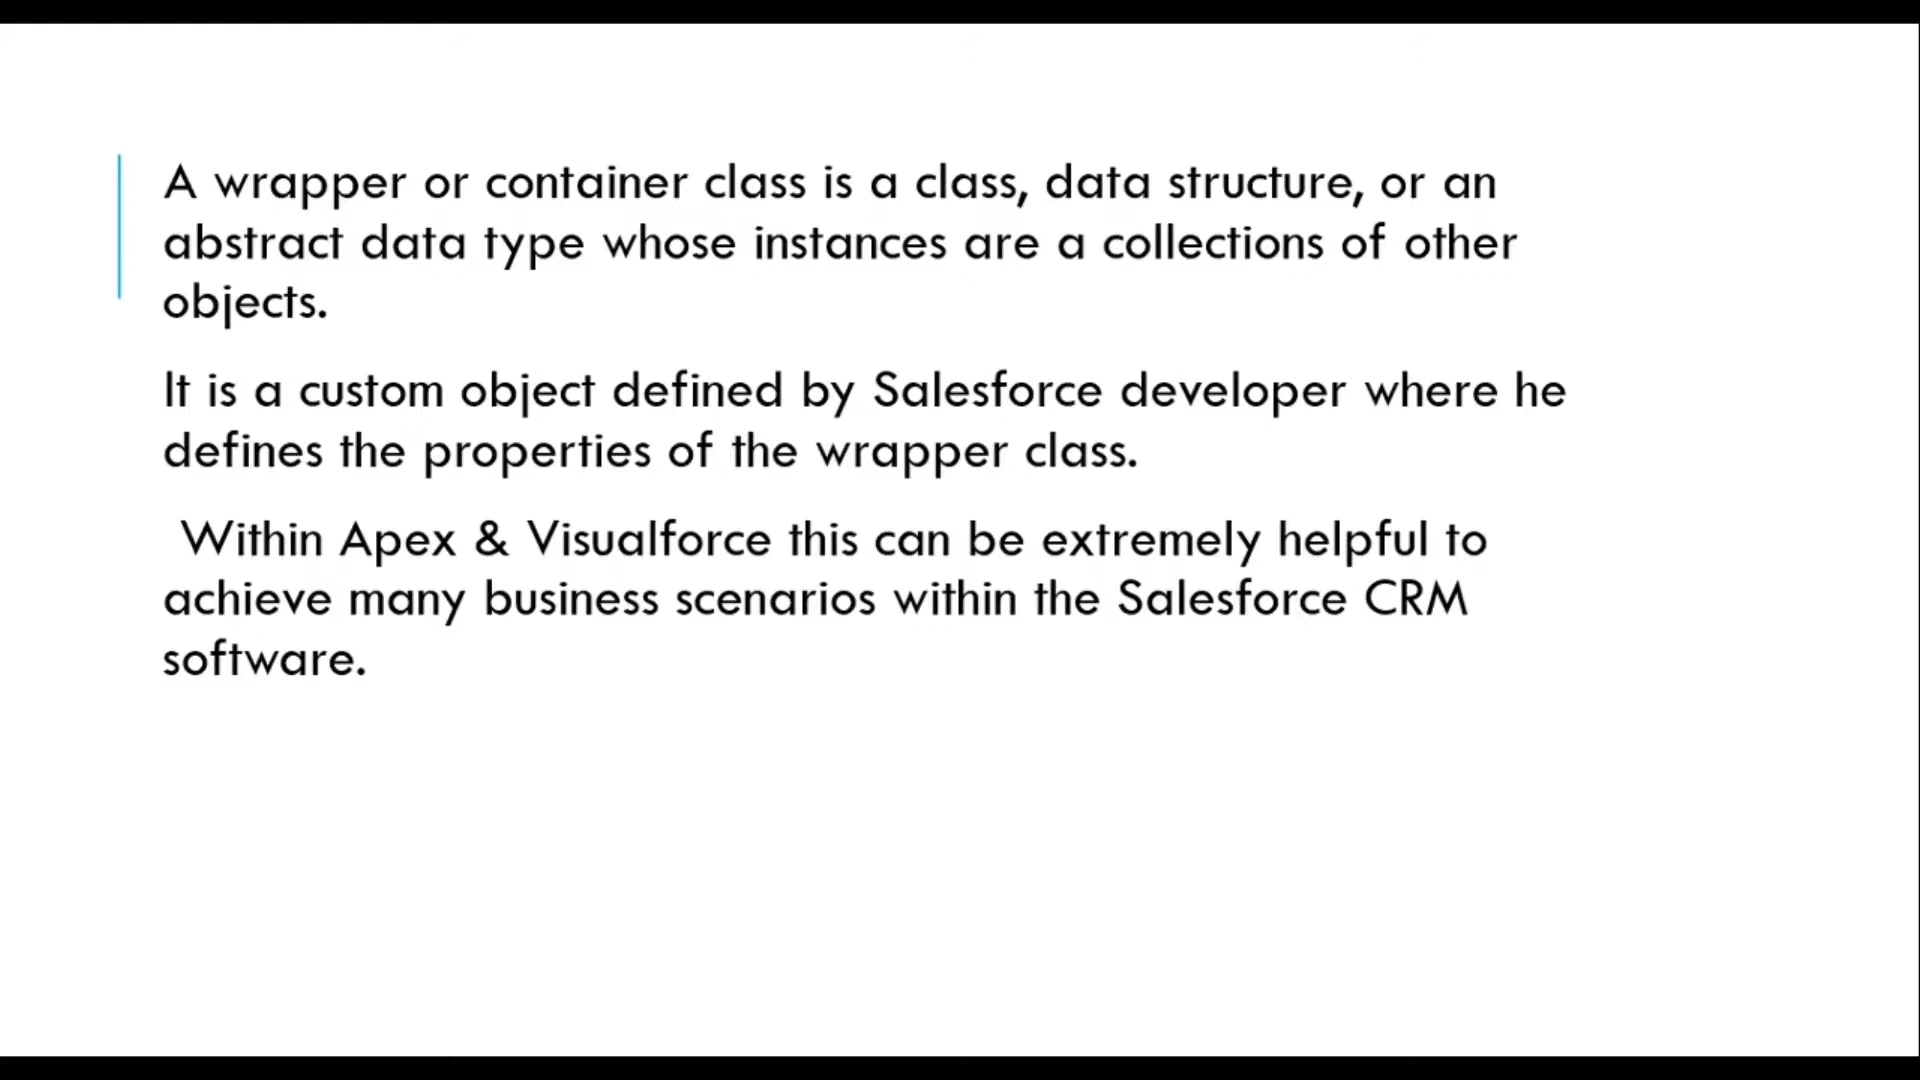 A wrapper or container class is a class, data structure, or an
abstract data type whose instances are a collections of other
objects.
It is a custom object defined by Salesforce developer where he
defines the properties of the wrapper class.
Within Apex & Visualforce this can be extremely helpful to
achieve many business scenarios within the Salesforce CRM
software.